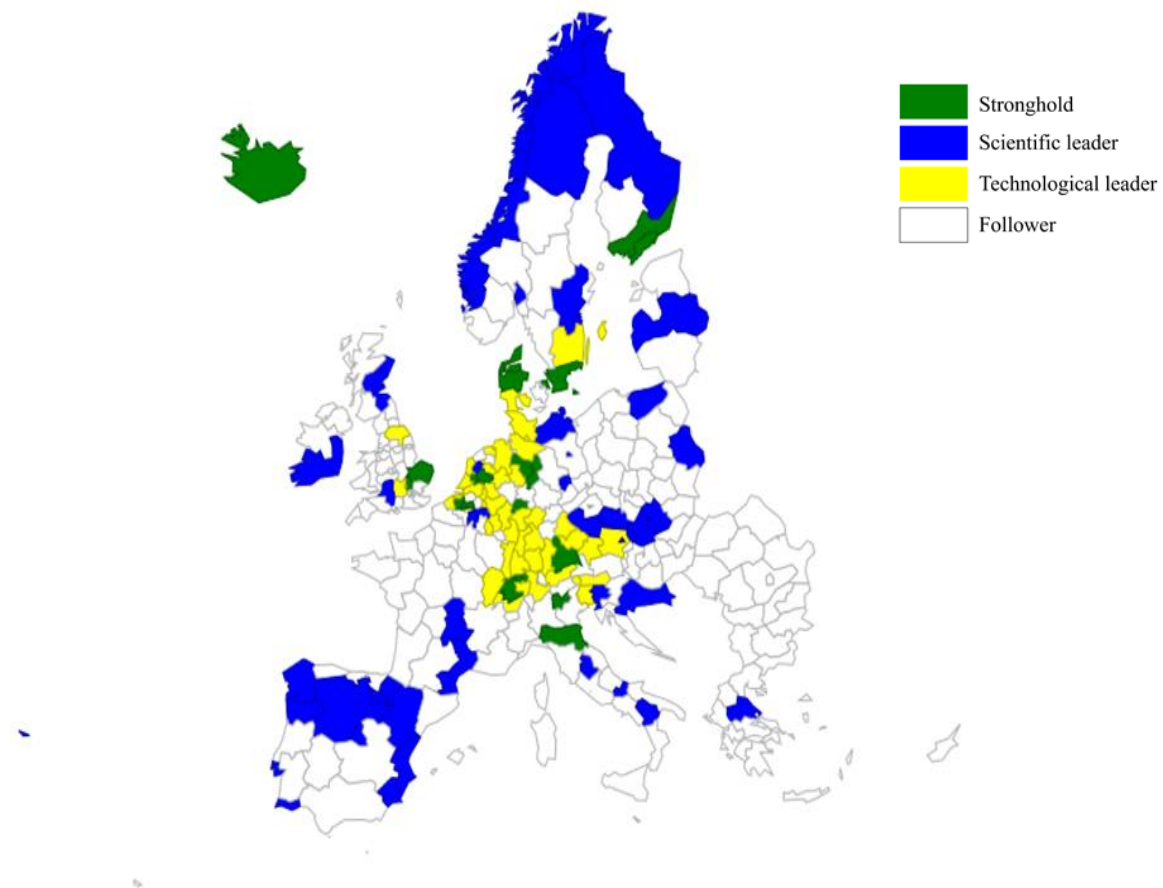 Stronghold
Scientific leader
Technological leader
Follower